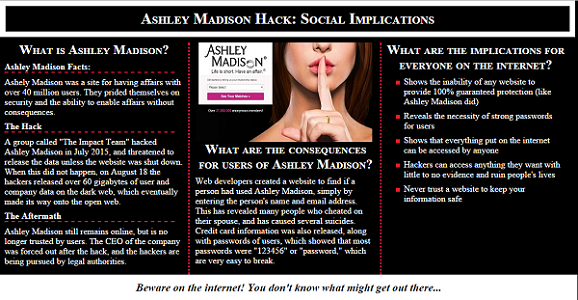 Ashley Madison Hack: Social Implications
What is Ashley Madison?
Ashley Madison Facts:
Ashely Madison was a site for having affairs with
over 40 million users. They prided themselves on
security and the ability to enable affairs without
consequences.
The Hack
A group called "The Impact Team" hacked
Ashley Madison in July 2015, and threatened to
release the data unless the website was shut down.
When this did not happen, on August 18 the
hackers released over 60 gigabytes of user and
company data on the dark web, which eventually
made its way onto the open web.
The Aftermath
Ashley Madison still remains online, but is no
longer trusted by users. The CEO of the company
was forced out after the hack, and the hackers are
being pursued by legal authorities.
ASHLEY
MADISON
Life is short. Have an affair.
Please Select
See Your Matches »
What are the consequences
for users of Ashley Madison?
Web developers created a website to find if a
person had used Ashley Madison, simply by
entering the person's name and email address.
This has revealed many people who cheated on
their spouse, and has caused several suicides.
Credit card information was also released, along
with passwords of users, which showed that most
passwords were "123456" or "password," which
are very easy to break.
What are the implications for
everyone on the internet?
Shows the inability of any website to
provide 100% guaranteed protection (like
Ashley Madison did)
Reveals the necessity of strong passwords
for users
Shows that everything put on the internet
can be accessed by anyone
Hackers can access anything they want with
little to no evidence and ruin people's lives
Never trust a website to keep your
information safe
Beware on the internet! You don't know what might get out there...